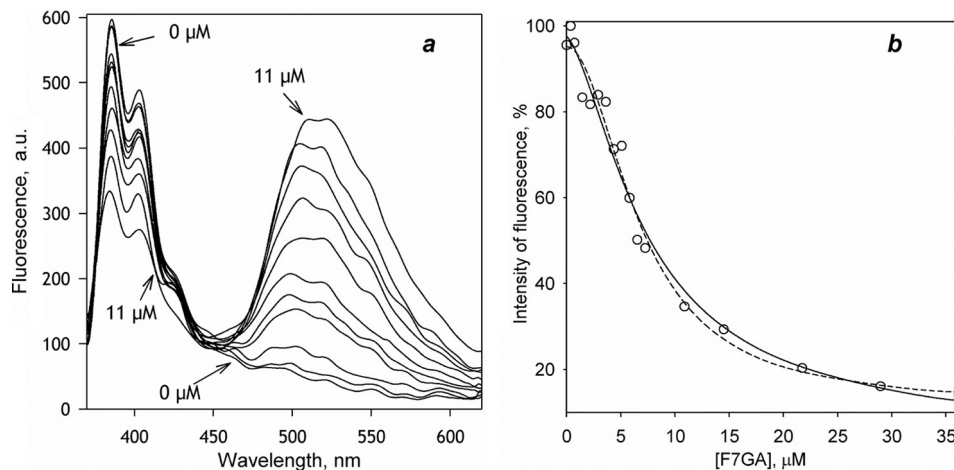 a
Fluorescence, a.u.
600
500
400
300
200
100
0
0 µM
11 µM
11 µM
0 µM
400
450
500
550
600
Wavelength, nm
b
Intensity of fluorescence, %
100
80
60
40
20
0
5
10
15
20
25
30
35
[F7GA], µM